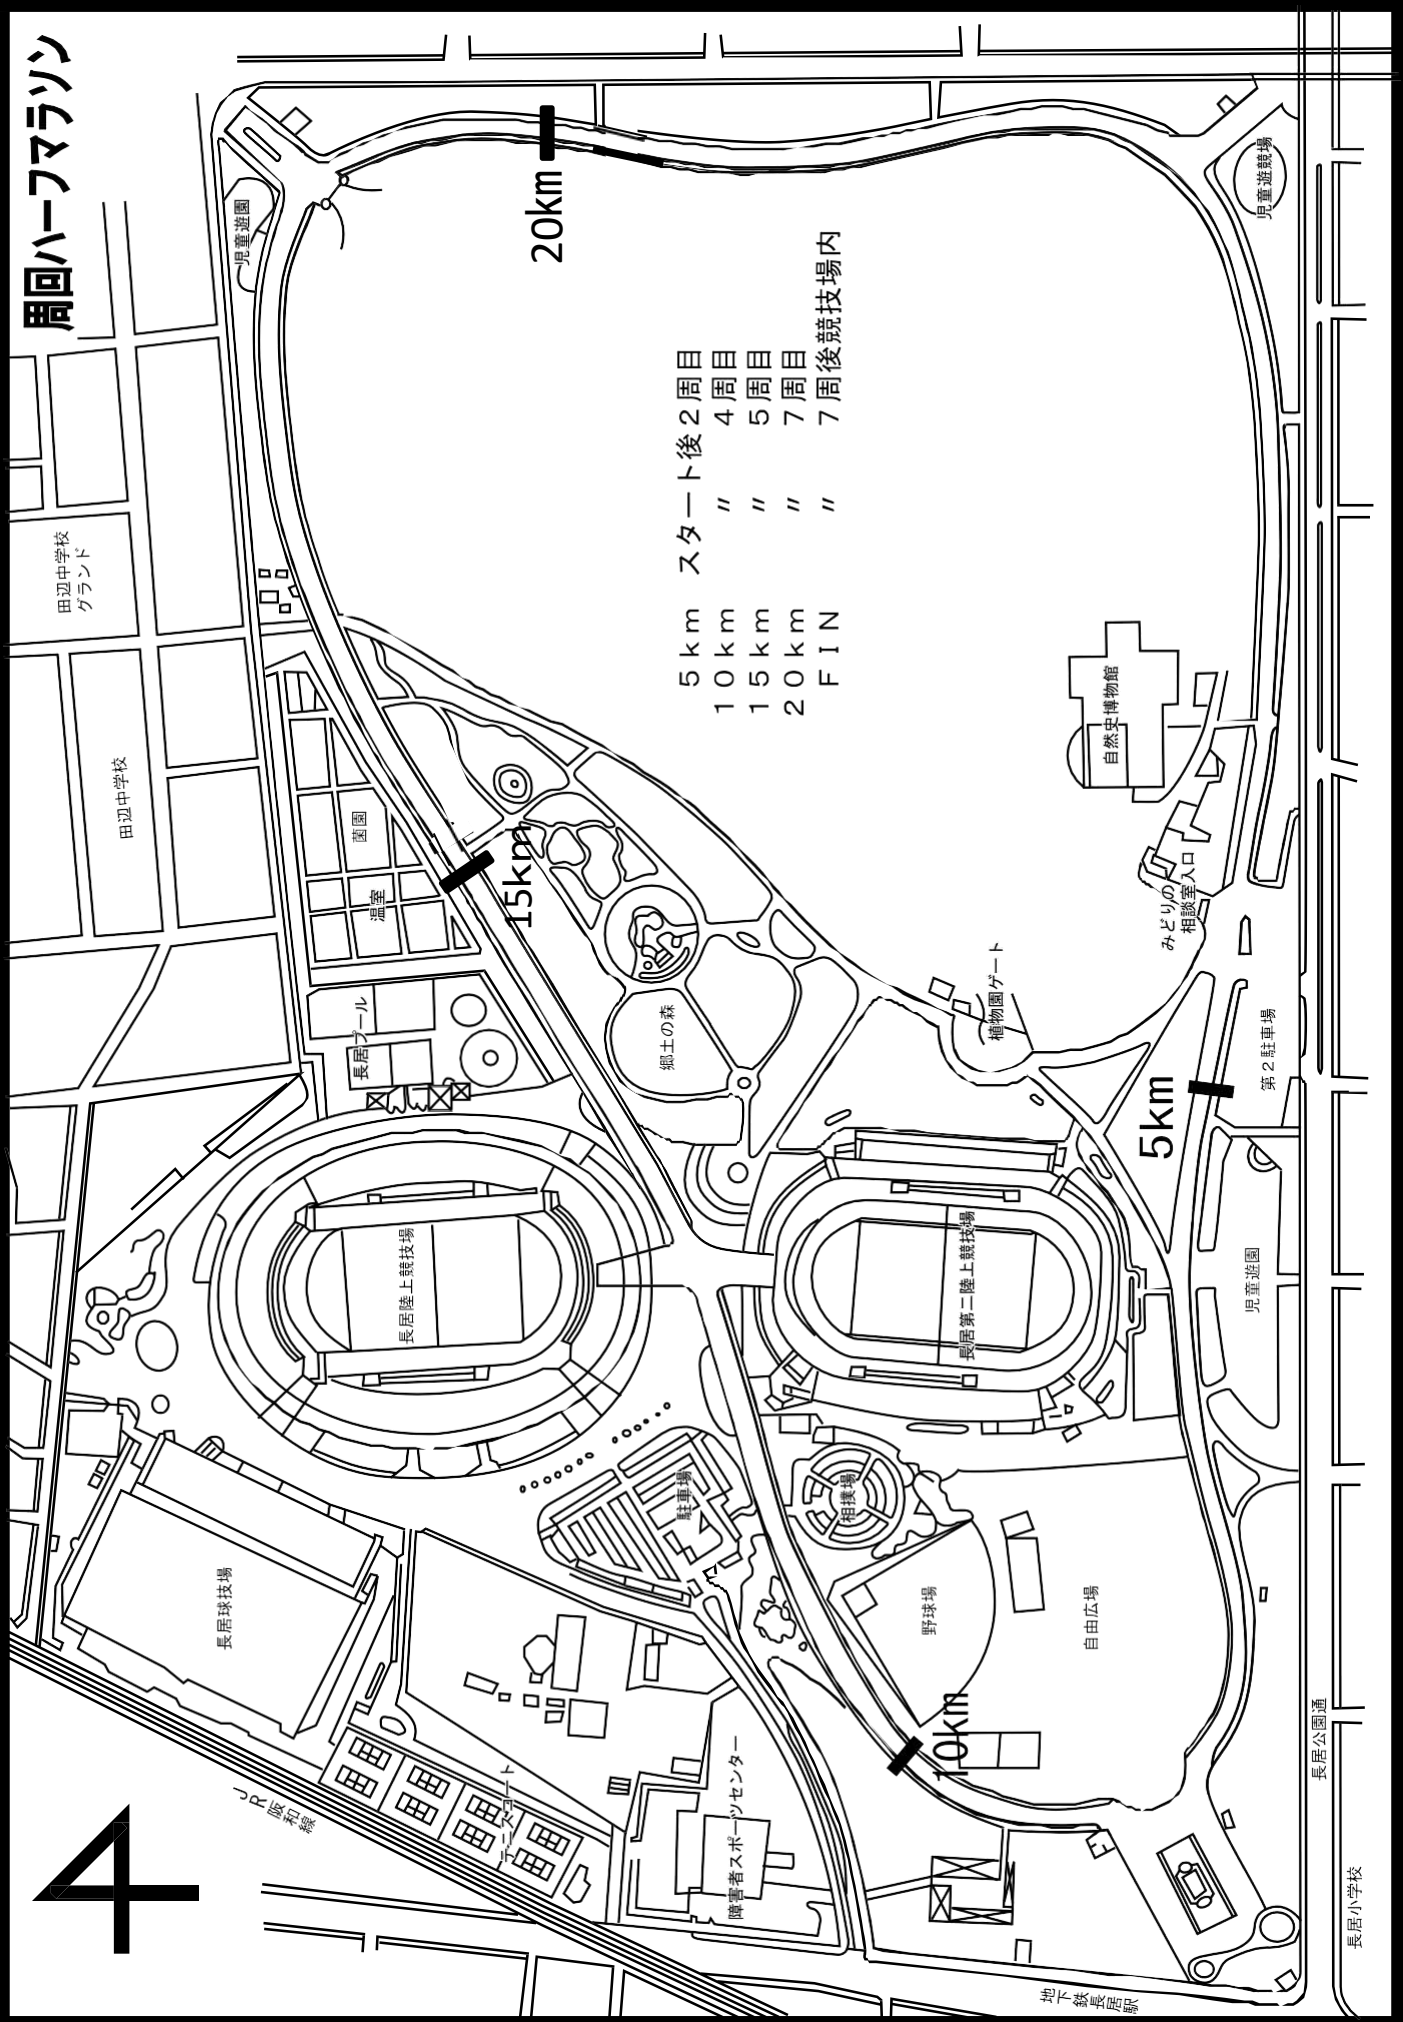 周回ハーフマラソン
児童遊園
20km
児童遊競場
5km スタート後2周目
10km 〃 4周目
15km 〃 5周目
20km 〃 7周目
FIN 〃 7周後競技場内
田辺中学校
グランド
田辺中学校
菌園
温室
15km
長居プール
郷土の森
自然史博物館
みどりの
相談室入口
植物園ゲート
第2駐車場
5km
児童遊園
長居陸上競技場
長居第二陸上競技場
駐車場
相撲場
長居球技場
野球場
自由広場
10km
テニスコート
障害者スポーツセンター
JR阪和線
長居公園通
長居小学校
地下鉄長居駅